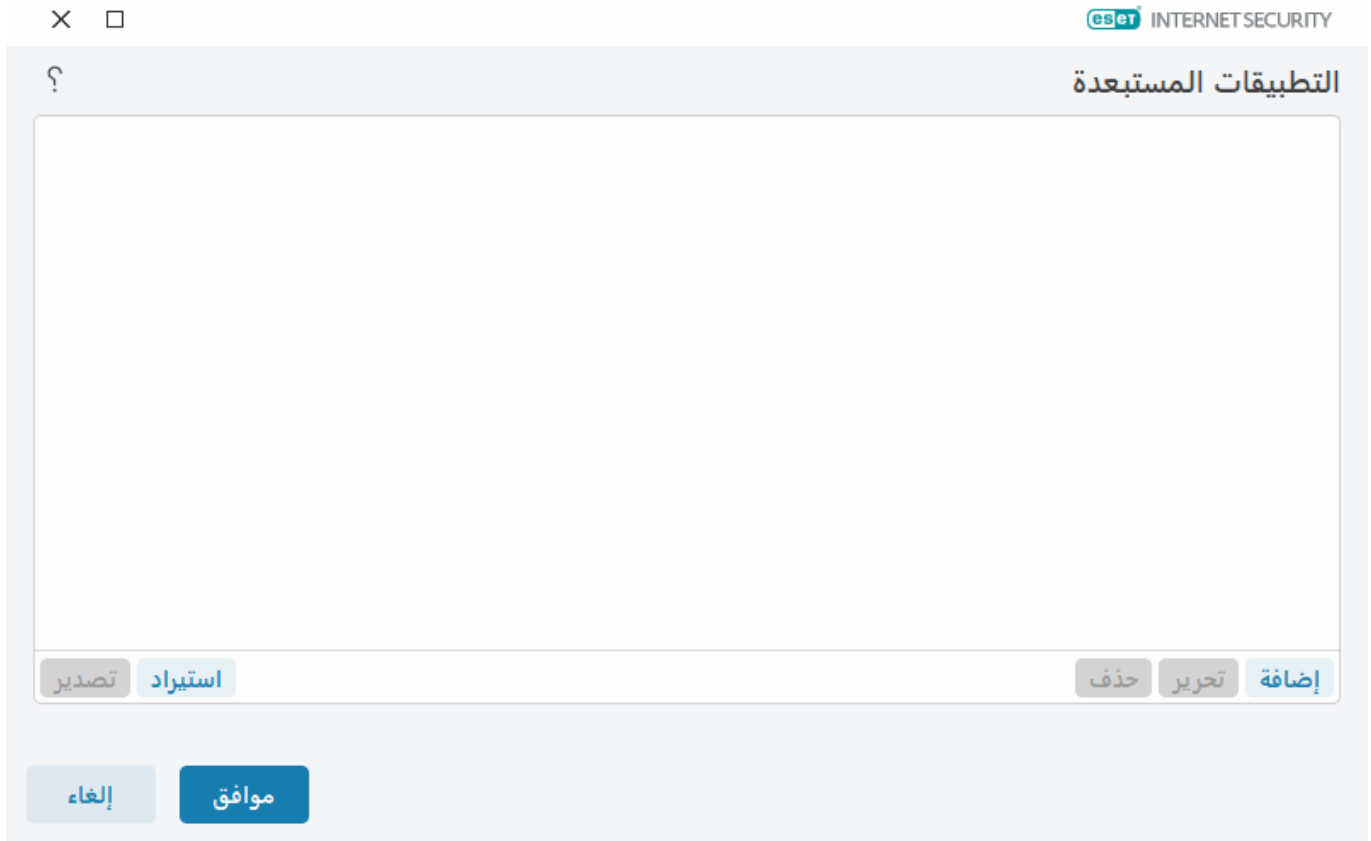 eset INTERNET SECURITY
التطبيقات المستبعدة ؟
إضافة تحرير حذف استيراد تصدير
موافق إلغاء